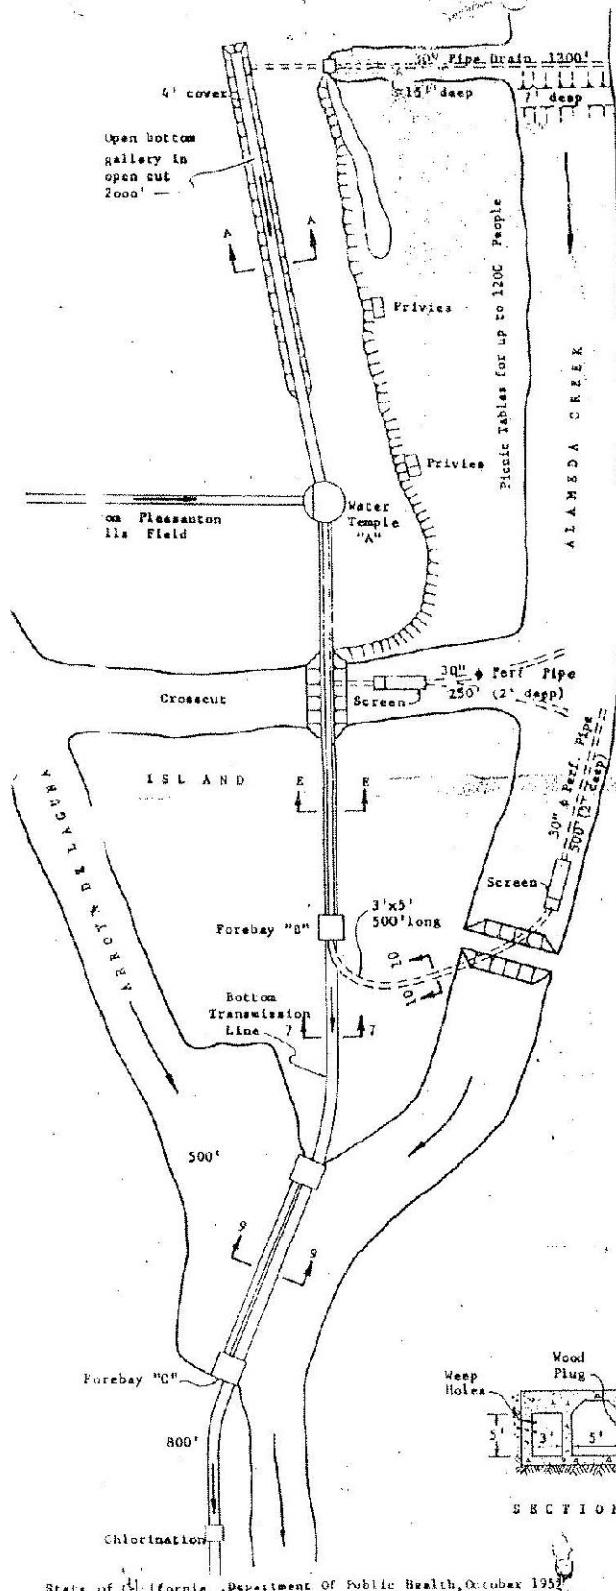 30" Pipe Drain 1200'
4' cover
15' deep
7' deep
Open bottom
gallery in
open cut
2000'
A
A
Privies
Picnic Tables for up to 1200 People
ALAMEDA CREEK
Privies
Water
Temple
"A"
om Pleasanton
lls Field
30" ϕ Perf Pipe
250' (2' deep)
Crosscut
Screen
ISLAND
E
E
ARROYO DE LAGUNA
30" ϕ Perf. Pipe
500' (2' deep)
Screen
3'x5'
500' long
Forebay "B"
10
10
Bottom
Transmission
Line
7
7
500'
9
9
Forebay "C"
Weep
Holes
Wood
Plug
5'
3'
5'
800'
SECTION
Chlorination
State of California Department Of Public Health, October